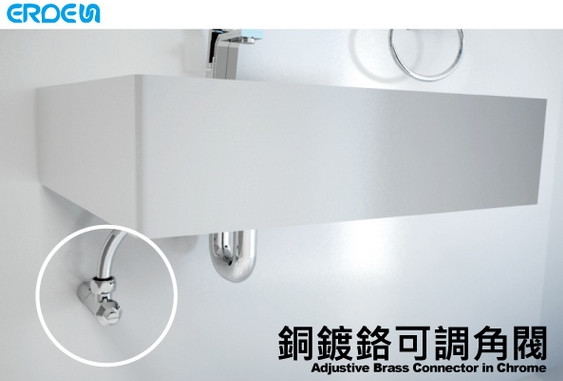 ERDEN
銅鍍鉻可調角閥
Adjustive Brass Connector in Chrome